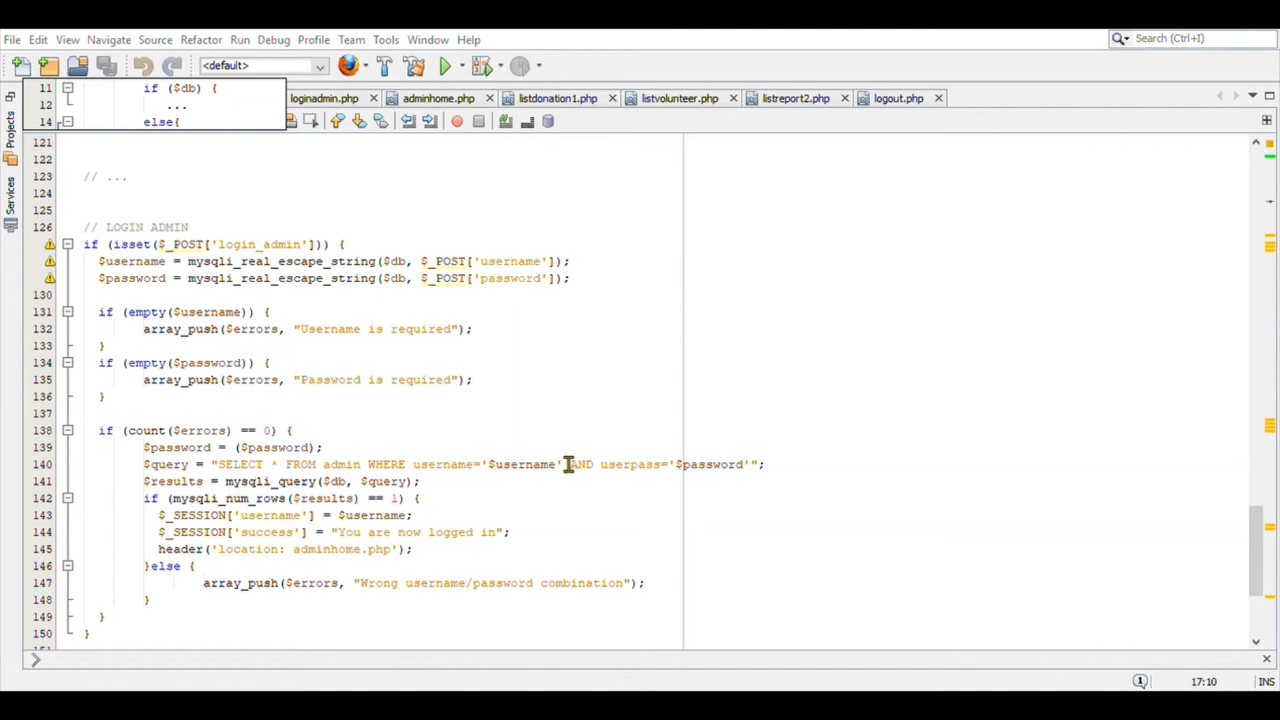 File Edit View Navigate Source Refactor Run Debug Profile Team Tools Window Help
Search (Ctrl+I)
<default>
11 if ($db) {
12 ...
14 else{
loginadmin.php adminhome.php listdonation1.php listvolunteer.php listreport2.php logout.php
Projects
Services
121
122
123 // ...
124
125
126 // LOGIN ADMIN
if (isset($_POST['login_admin'])) {
$username = mysqli_real_escape_string($db, $_POST['username']);
$password = mysqli_real_escape_string($db, $_POST['password']);
130
131 if (empty($username)) {
132 array_push($errors, "Username is required");
133 }
134 if (empty($password)) {
135 array_push($errors, "Password is required");
136 }
137
138 if (count($errors) == 0) {
139 $password = ($password);
140 $query = "SELECT * FROM admin WHERE username='$username' AND userpass='$password'";
141 $results = mysqli_query($db, $query);
142 if (mysqli_num_rows($results) == 1) {
143 $_SESSION['username'] = $username;
144 $_SESSION['success'] = "You are now logged in";
145 header('location: adminhome.php');
146 }else {
147 array_push($errors, "Wrong username/password combination");
148 }
149 }
150 }
1 17:10 INS